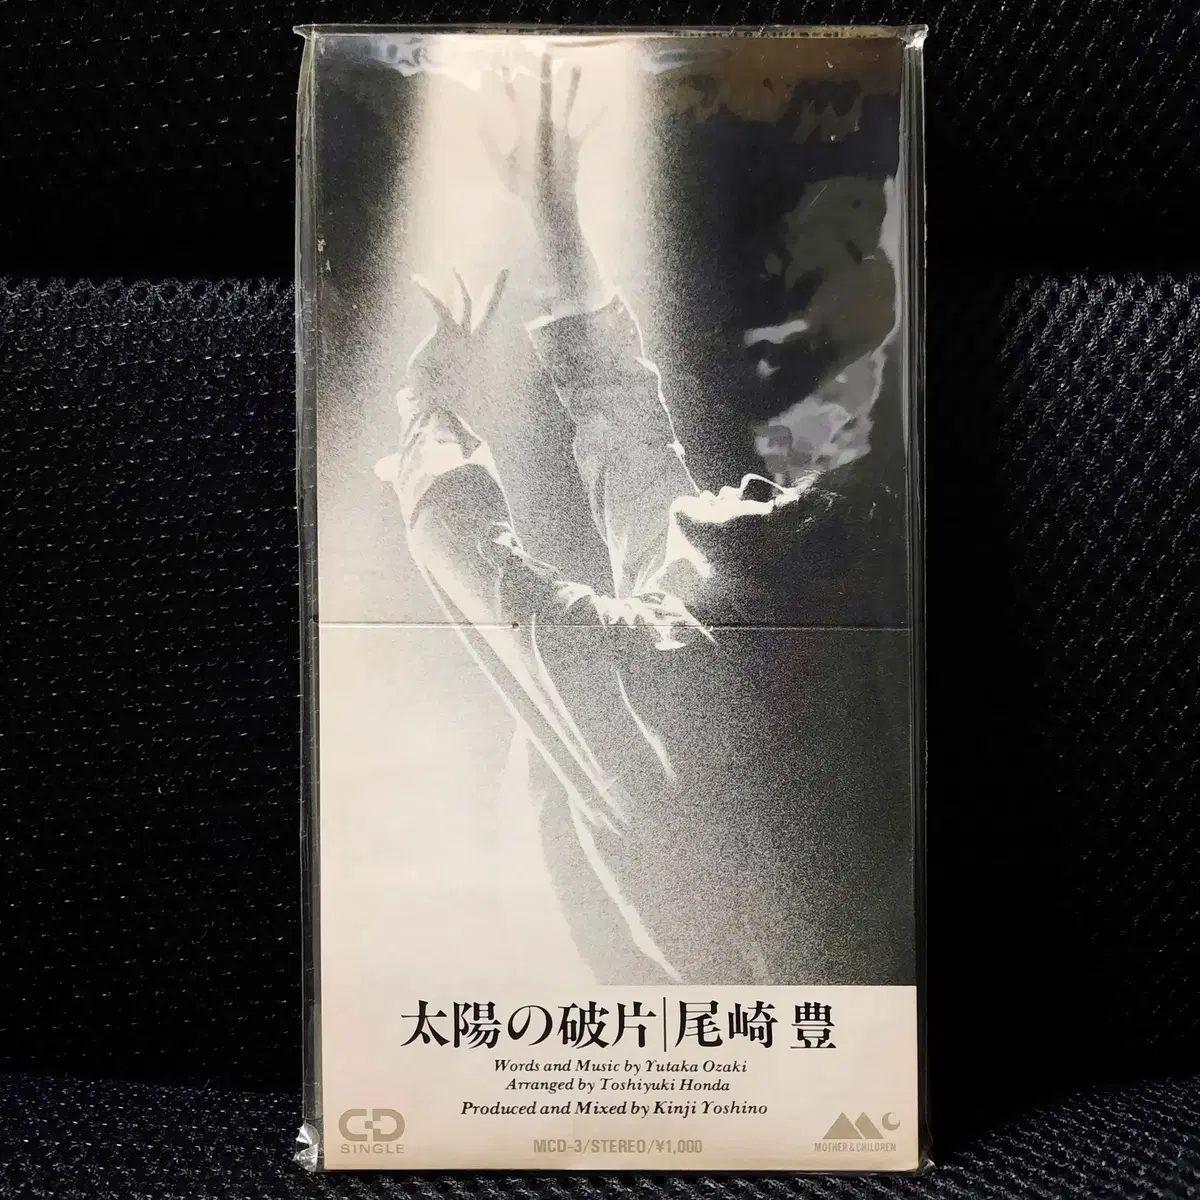 太陽の破片|尾崎 豊
Words and Music by Yutaka Ozaki
Arranged by Toshiyuki Honda
Produced and Mixed by Kinji Yoshino
CD
SINGLE
MCD-3/STEREO/¥1,000
MOTHER & CHILDREN